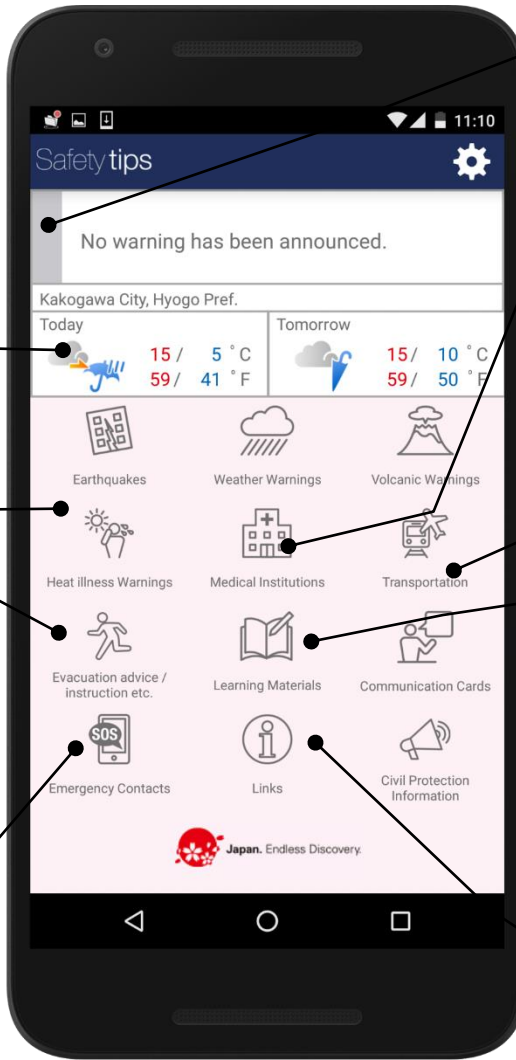 11:10
Safety tips
No warning has been announced.
Kakogawa City, Hyogo Pref.
Today
15 / 5 °C
59 / 41 °F
Tomorrow
15 / 10 °C
59 / 50 °F
Earthquakes
Weather Warnings
Volcanic Warnings
Heat illness Warnings
Medical Institutions
Transportation
Evacuation advice /
instruction etc.
Learning Materials
Communication Cards
SOS
Emergency Contacts
Links
Civil Protection
Information
Japan. Endless Discovery.